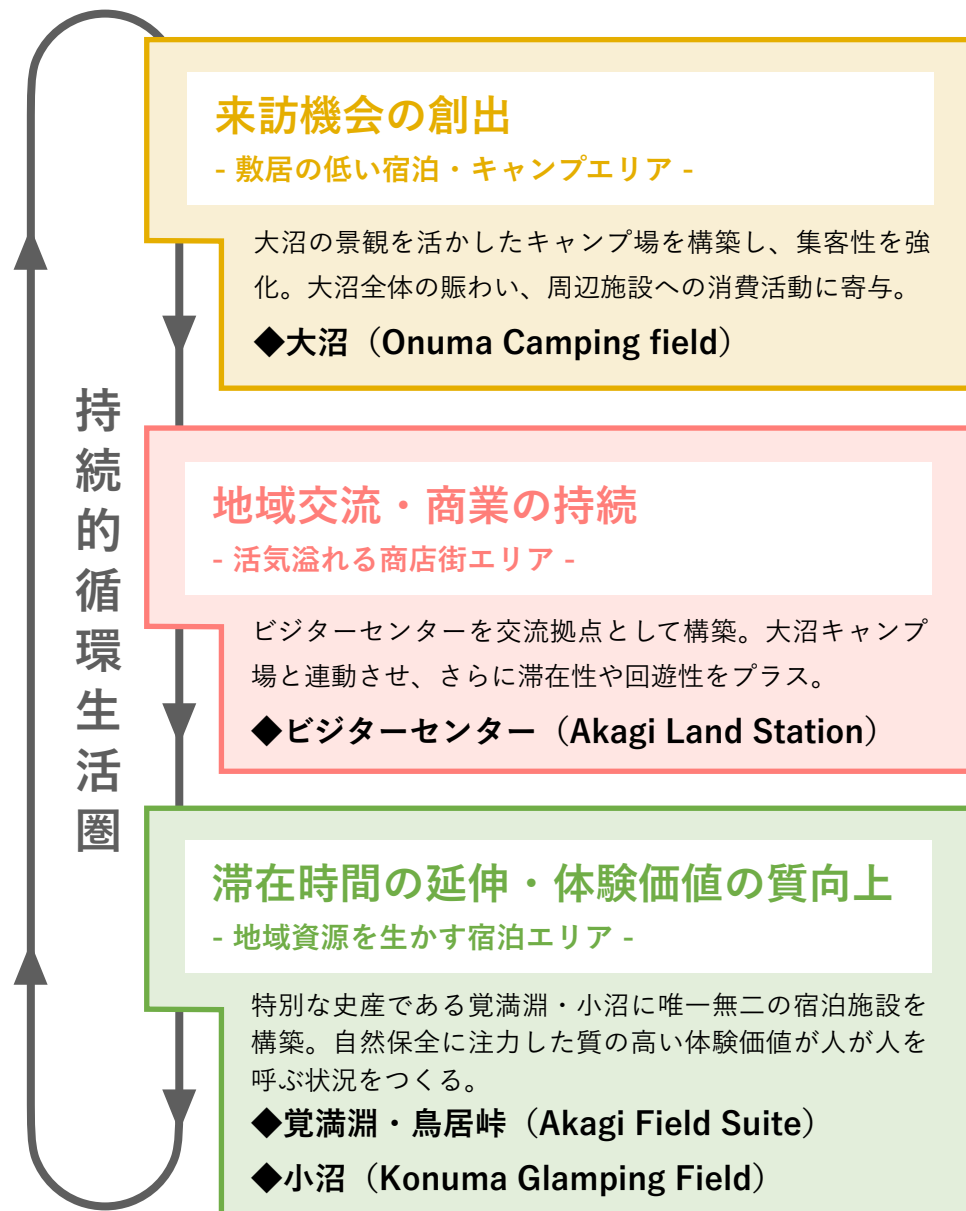 持続的循環生活圏
来訪機会の創出
- 敷居の低い宿泊・キャンプエリア -
大沼の景観を活かしたキャンプ場を構築し、集客性を強
化。大沼全体の賑わい、周辺施設への消費活動に寄与。
◆大沼（Onuma Camping field）
地域交流・商業の持続
- 活気溢れる商店街エリア -
ビジターセンターを交流拠点として構築。大沼キャンプ
場と連動させ、さらに滞在性や回遊性をプラス。
◆ビジターセンター（Akagi Land Station）
滞在時間の延伸・体験価値の質向上
- 地域資源を生かす宿泊エリア -
特別な史産である覚満淵・小沼に唯一無二の宿泊施設を
構築。自然保全に注力した質の高い体験価値が人が人を
呼ぶ状況をつくる。
◆覚満淵・鳥居峠（Akagi Field Suite）
◆小沼（Konuma Glamping Field）